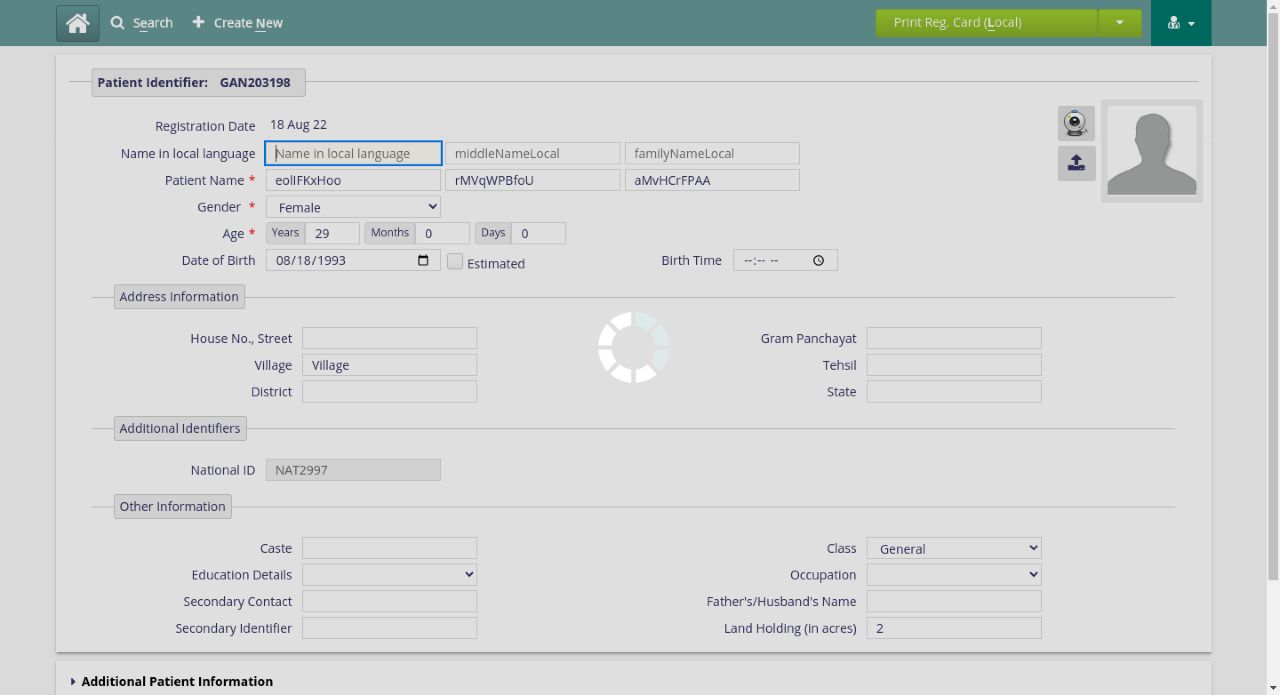 Search Create New Print Reg. Card (Local)
Patient Identifier: GAN203198
Registration Date 18 Aug 22
Name in local language Name in local language middleNameLocal familyNameLocal
Patient Name * eolIFKxHoo rMVqWPBfoU aMvHCrFPAA
Gender * Female
Age * Years 29 Months 0 Days 0
Date of Birth 08/18/1993 Estimated Birth Time --:-- --
Address Information
House No., Street Gram Panchayat
Village Village Tehsil
District State
Additional Identifiers
National ID NAT2997
Other Information
Caste Class General
Education Details Occupation
Secondary Contact Father's/Husband's Name
Secondary Identifier Land Holding (in acres) 2
Additional Patient Information